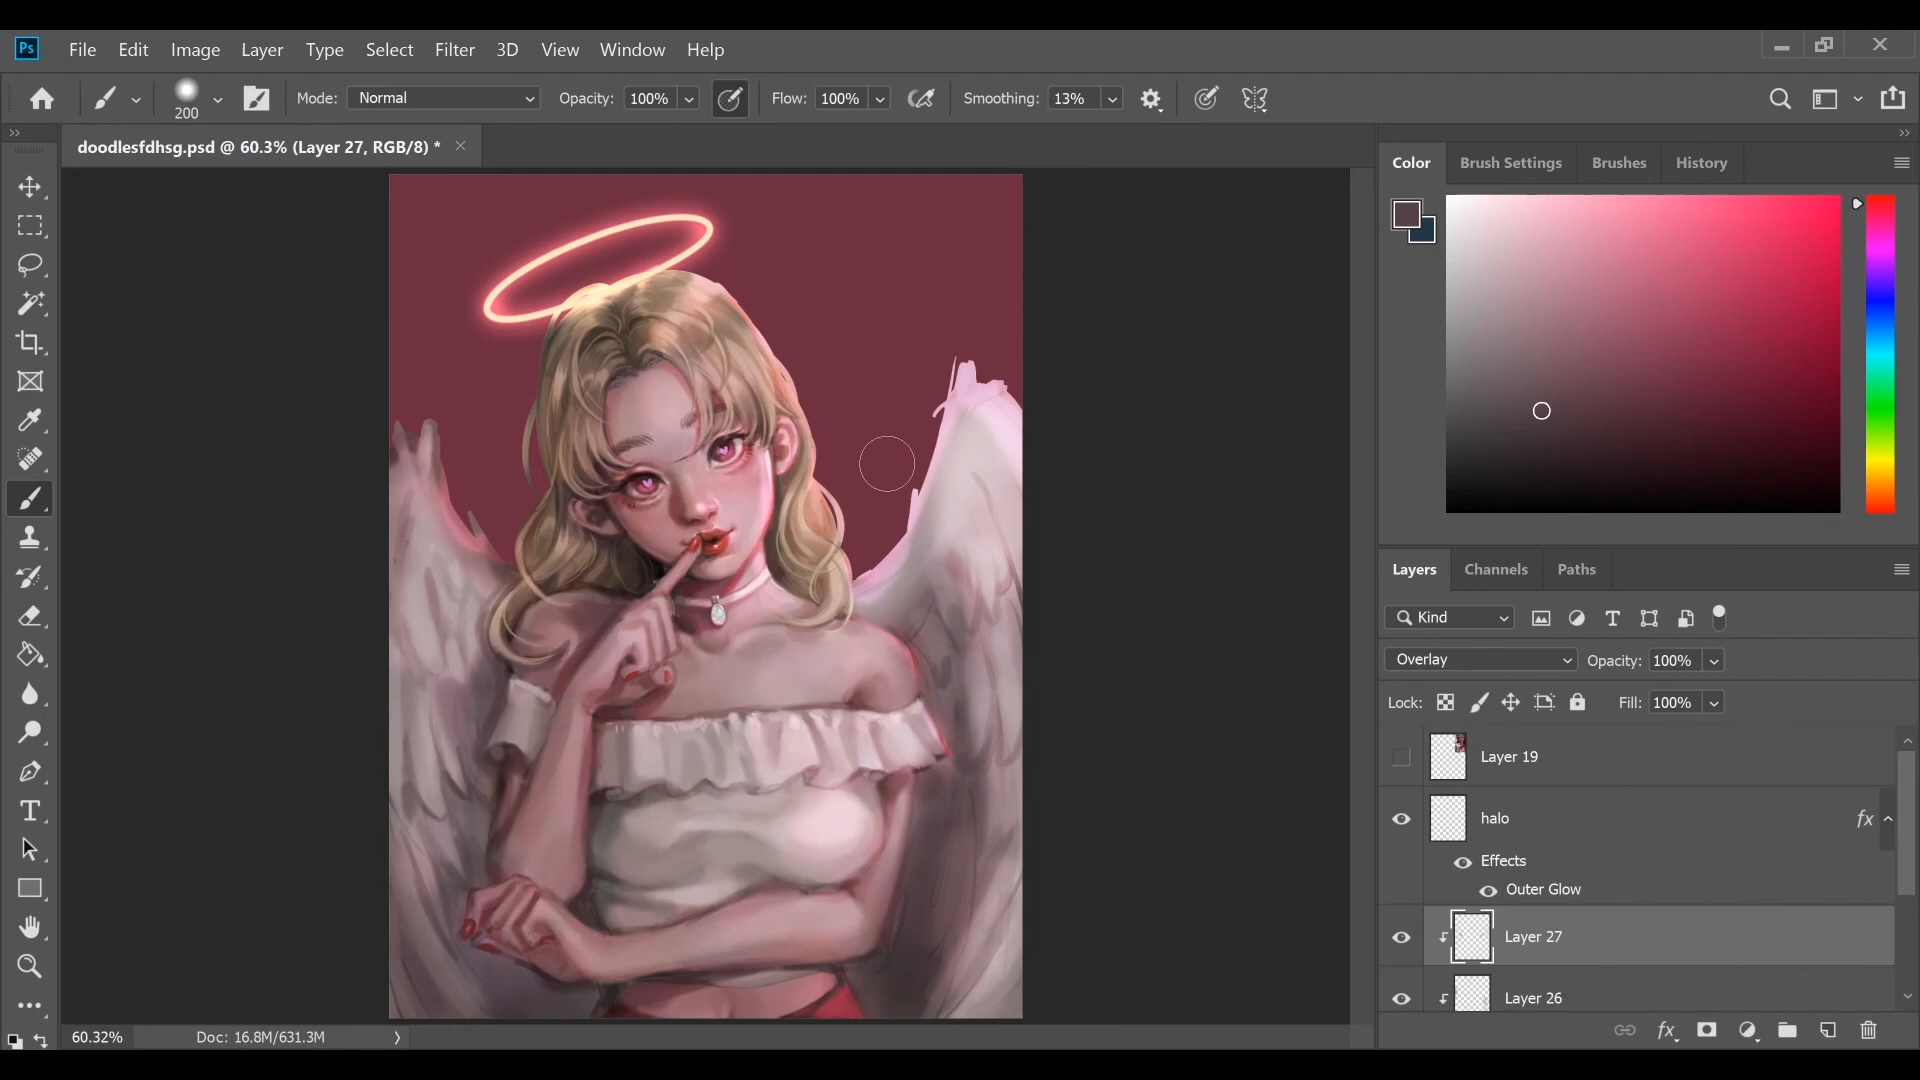 Ps File Edit Image Layer Type Select Filter 3D View Window Help
200 Mode: Normal Opacity: 100% Flow: 100% Smoothing: 13%
doodlesfdhsg.psd @ 60.3% (Layer 27, RGB/8) *
Color Brush Settings Brushes History
Layers Channels Paths
Kind
Overlay Opacity: 100%
Lock: Fill: 100%
Layer 19
halo fx
Effects
Outer Glow
Layer 27
Layer 26
60.32% Doc: 16.8M/631.3M
fx